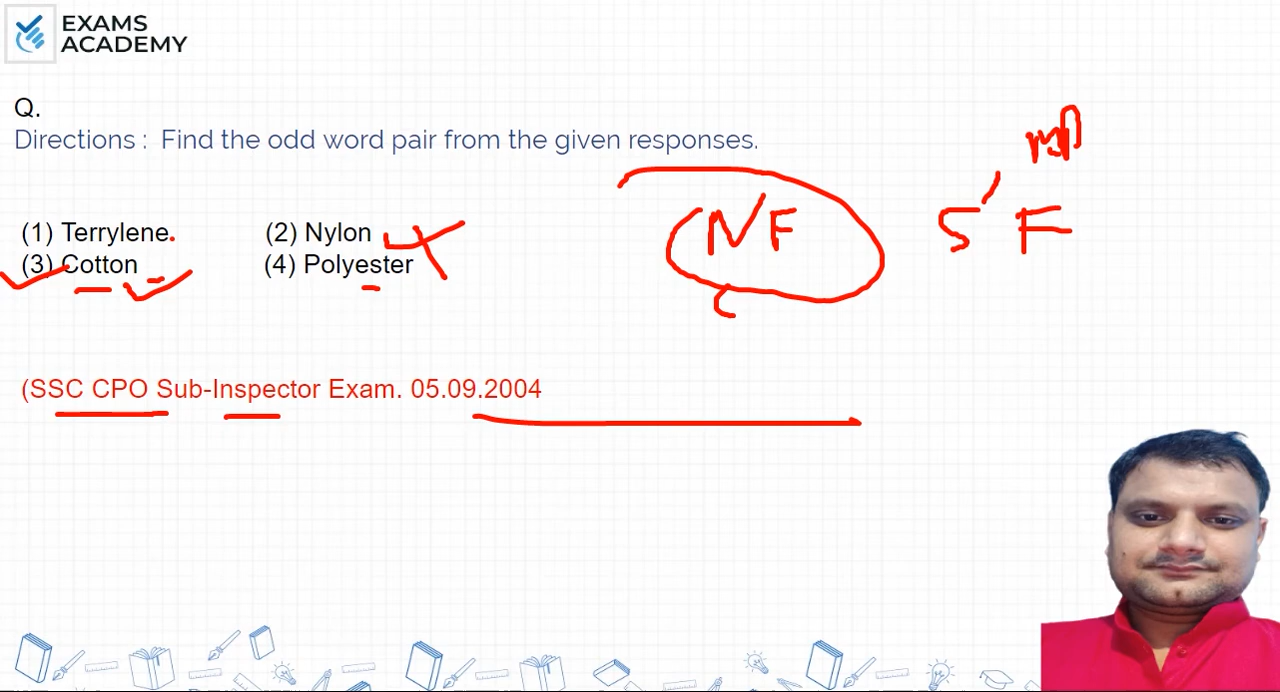 EXAMS
ACADEMY
Q.
Directions : Find the odd word pair from the given responses.
(1) Terrylene. (2) Nylon
(3) Cotton (4) Polyester
NF S F
(SSC CPO Sub-Inspector Exam. 05.09.2004